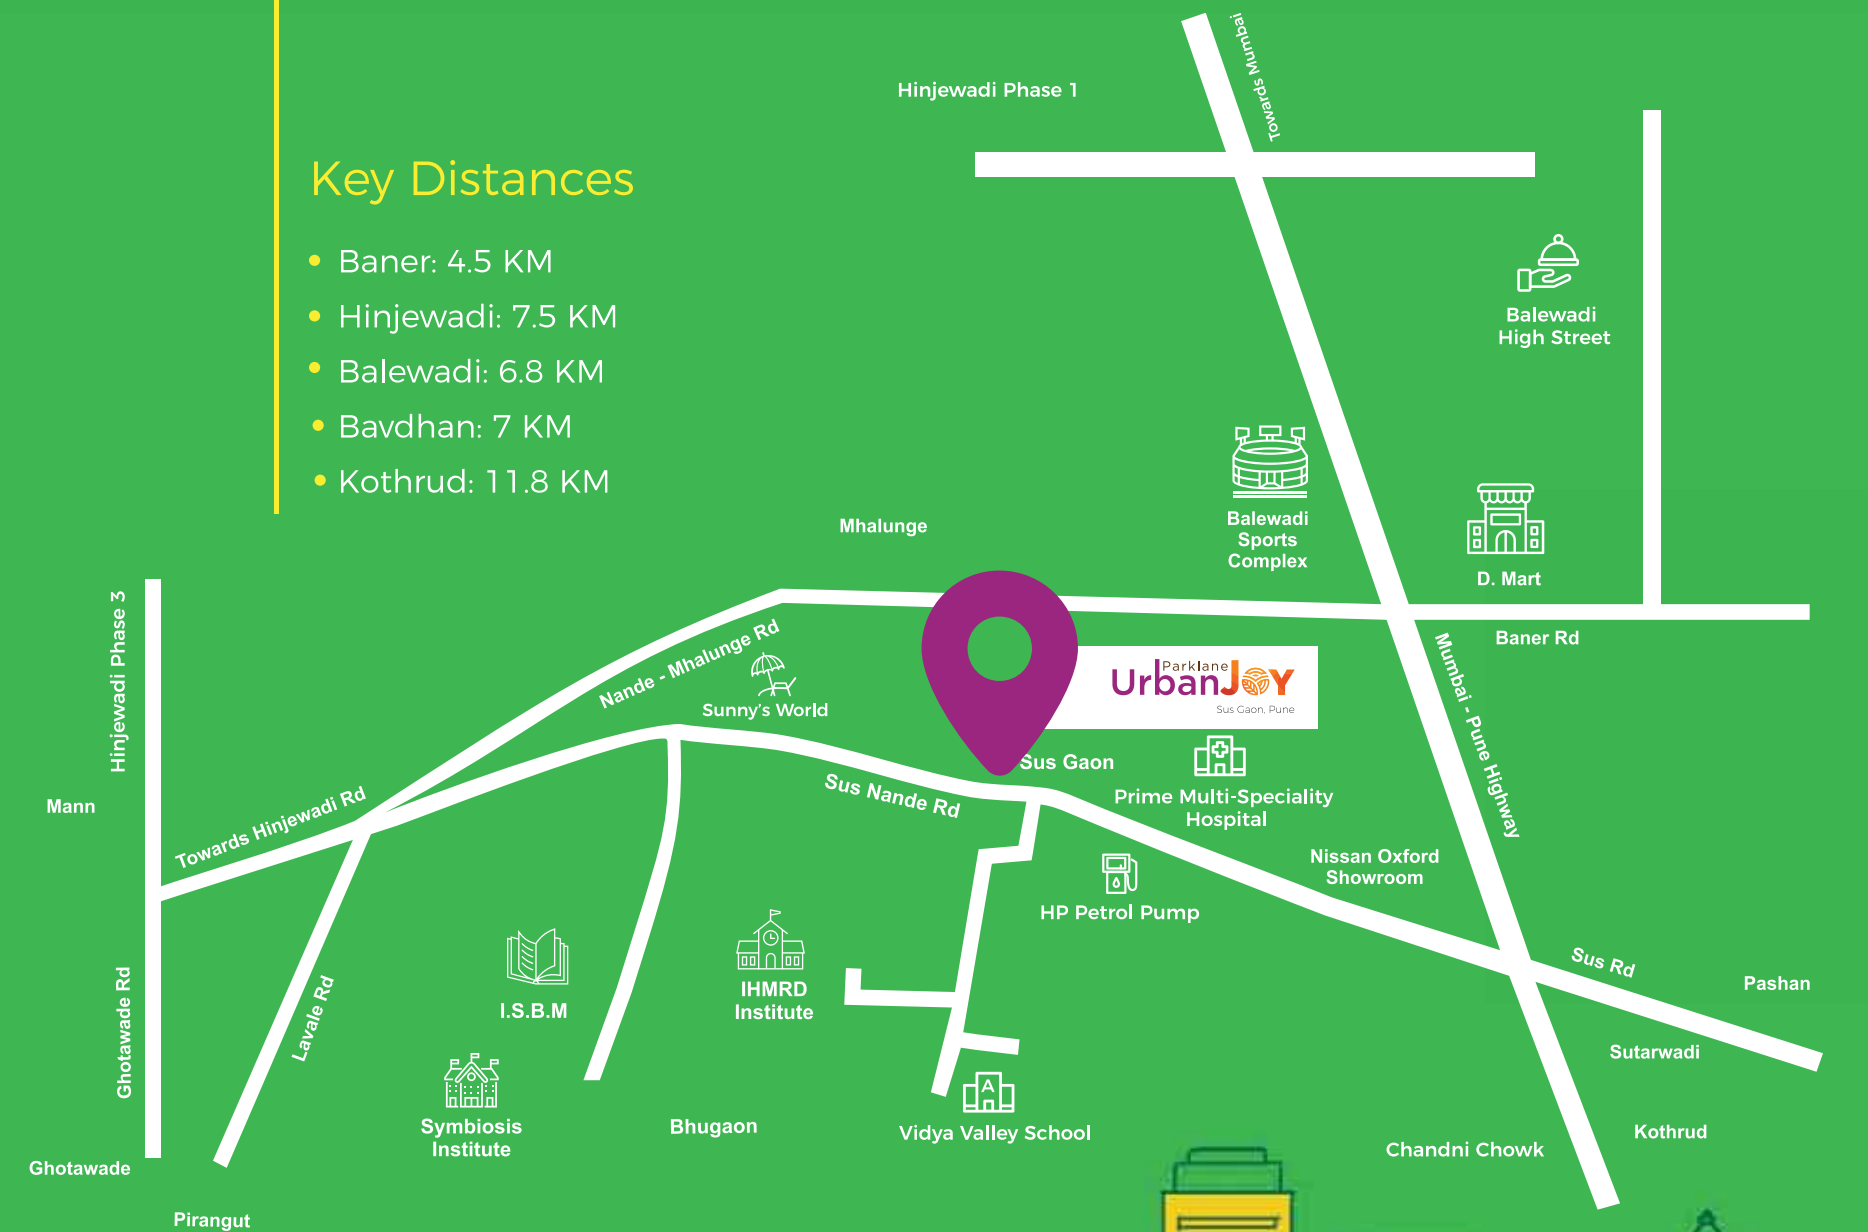 Key Distances
Baner: 4.5 KM
Hinjewadi: 7.5 KM
Balewadi: 6.8 KM
Bavdhan: 7 KM
Kothrud: 11.8 KM
Hinjewadi Phase 1
Towards Mumbai
Balewadi
High Street
Balewadi
Sports
Complex
D. Mart
Mhalunge
Baner Rd
Nande - Mhalunge Rd
Sunny's World
Parklane
UrbanJOY
Sus Gaon, Pune
Mumbai - Pune Highway
Hinjewadi Phase 3
Mann
Towards Hinjewadi Rd
Sus Nande Rd
Sus Gaon
Prime Multi-Speciality
Hospital
Nissan Oxford
Showroom
HP Petrol Pump
Sus Rd
Pashan
Sutarwadi
Ghotawade Rd
Lavale Rd
I.S.B.M
IHMRD
Institute
Symbiosis
Institute
Bhugaon
A
Vidya Valley School
Chandni Chowk
Kothrud
Ghotawade
Pirangut